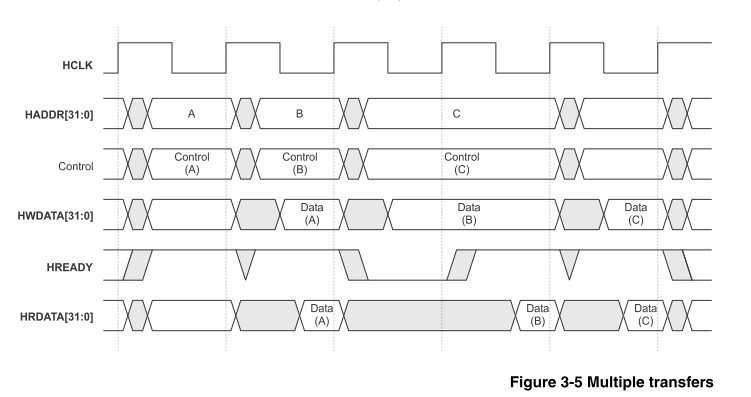 HCLK
HADDR[31:0]
A
B
C
Control
Control
(A)
Control
(B)
Control
(C)
HWDATA[31:0]
Data
(A)
Data
(B)
Data
(C)
HREADY
HRDATA[31:0]
Data
(A)
Data
(B)
Data
(C)
Figure 3-5 Multiple transfers